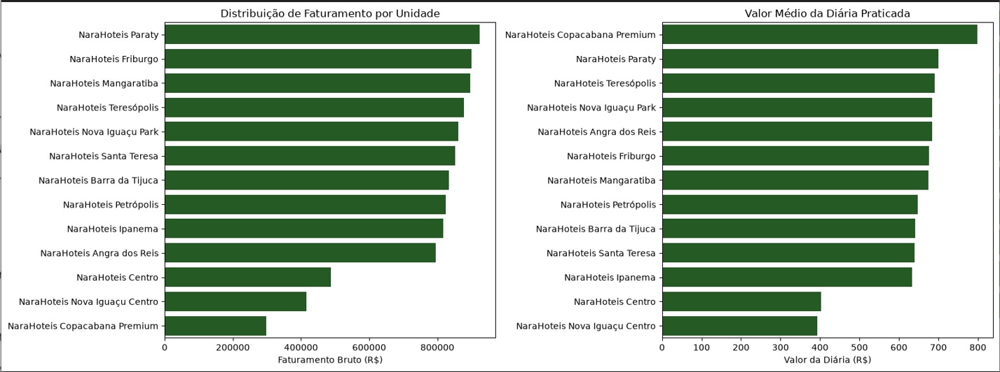 Distribuição de Faturamento por Unidade
NaraHoteis Paraty
NaraHoteis Friburgo
NaraHoteis Mangaratiba
NaraHoteis Teresópolis
NaraHoteis Nova Iguaçu Park
NaraHoteis Santa Teresa
NaraHoteis Barra da Tijuca
NaraHoteis Petrópolis
NaraHoteis Ipanema
NaraHoteis Angra dos Reis
NaraHoteis Centro
NaraHoteis Nova Iguaçu Centro
NaraHoteis Copacabana Premium
0 200000 400000 600000 800000
Faturamento Bruto (R$)
Valor Médio da Diária Praticada
NaraHoteis Copacabana Premium
NaraHoteis Paraty
NaraHoteis Teresópolis
NaraHoteis Nova Iguaçu Park
NaraHoteis Angra dos Reis
NaraHoteis Friburgo
NaraHoteis Mangaratiba
NaraHoteis Petrópolis
NaraHoteis Barra da Tijuca
NaraHoteis Santa Teresa
NaraHoteis Ipanema
NaraHoteis Centro
NaraHoteis Nova Iguaçu Centro
0 100 200 300 400 500 600 700 800
Valor da Diária (R$)